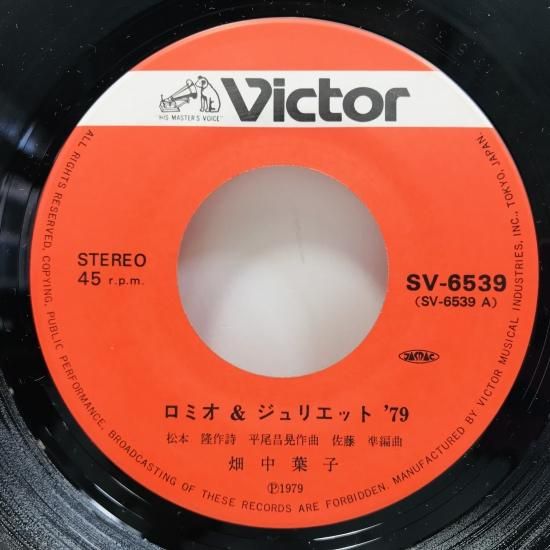 Victor
"HIS MASTER'S VOICE"
STEREO
45 r.p.m.
SV-6539
(SV-6539 A)
JASRAC
ロミオ & ジュリエット '79
松本 隆作詩 平尾昌晃作曲 佐藤 準編曲
畑中葉子
Ⓟ1979
ALL RIGHTS RESERVED, COPYING, PUBLIC PERFORMANCE, BROADCASTING OF THESE RECORDS ARE FORBIDDEN. MANUFACTURED BY VICTOR MUSICAL INDUSTRIES, INC., TOKYO, JAPAN.